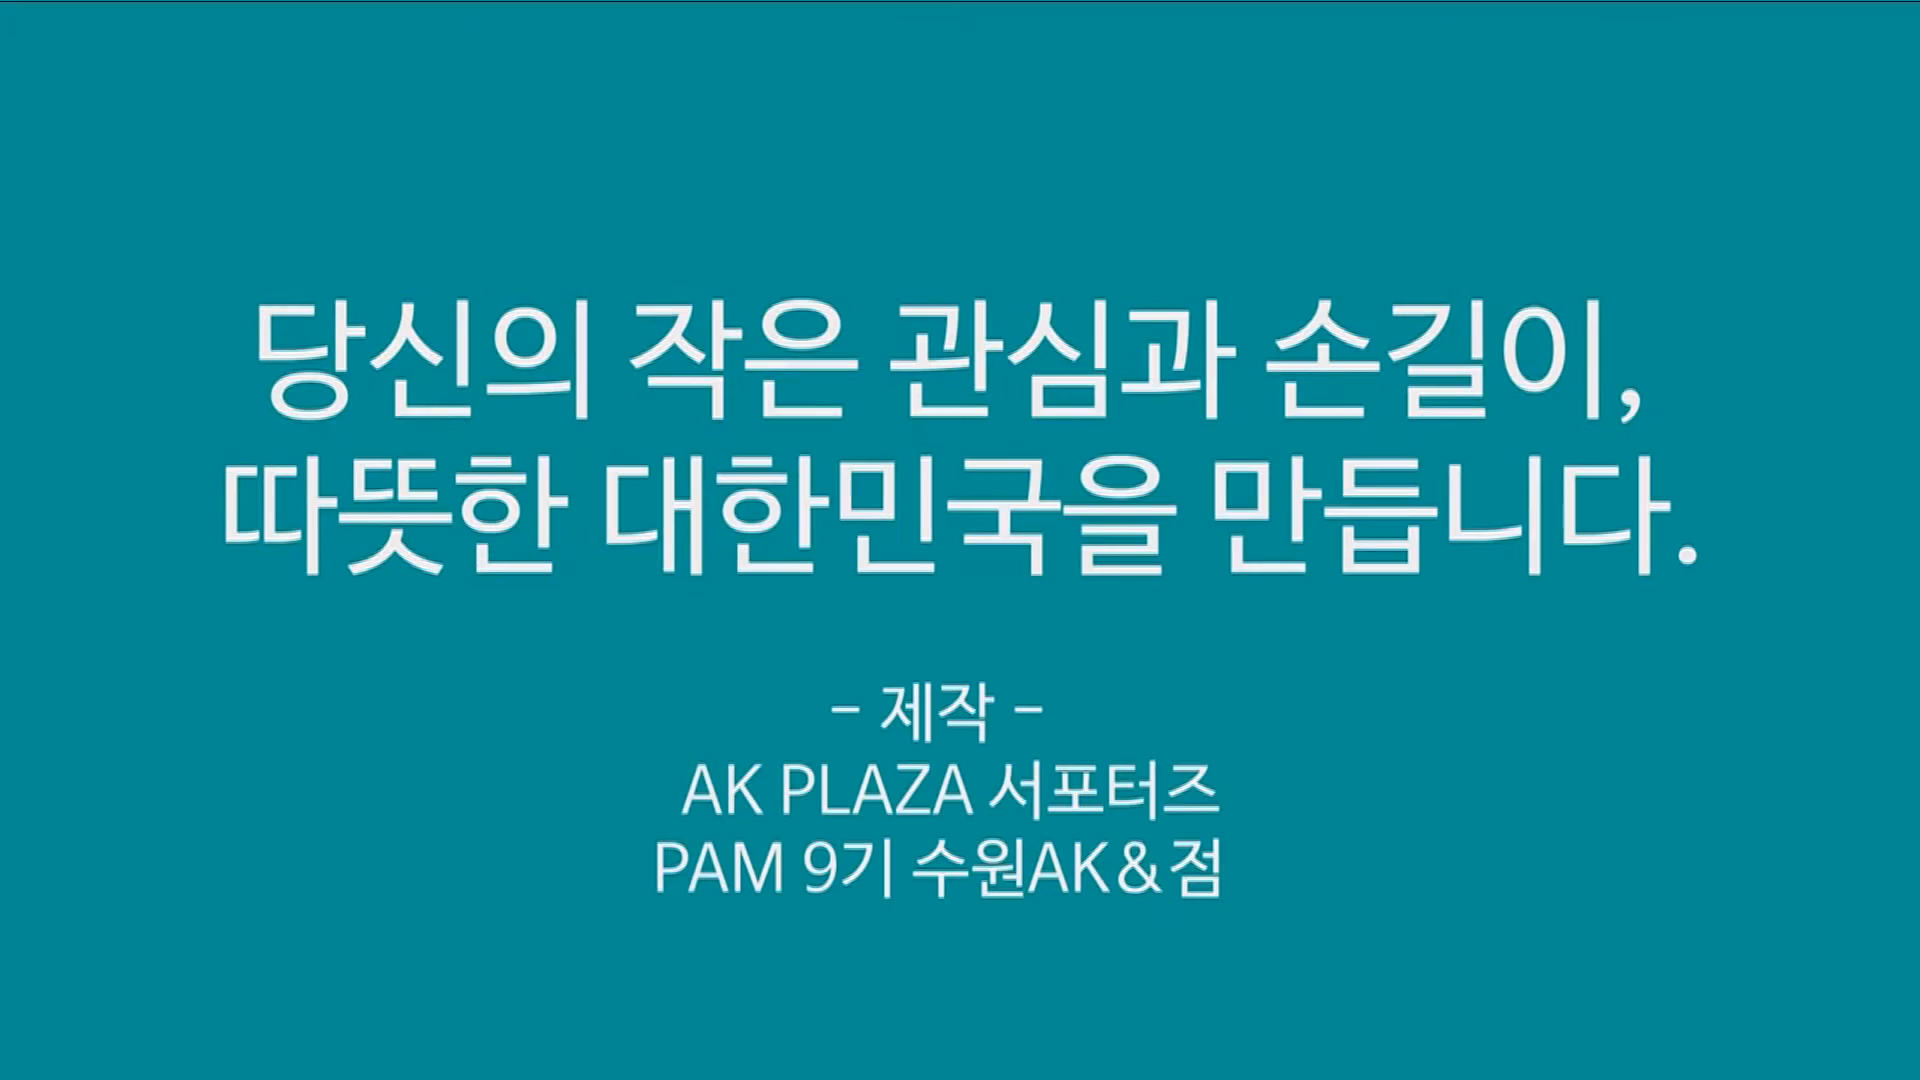 당신의 작은 관심과 손길이,
따뜻한 대한민국을 만듭니다.
- 제작 -
AK PLAZA 서포터즈
PAM 9기 수원AK&점